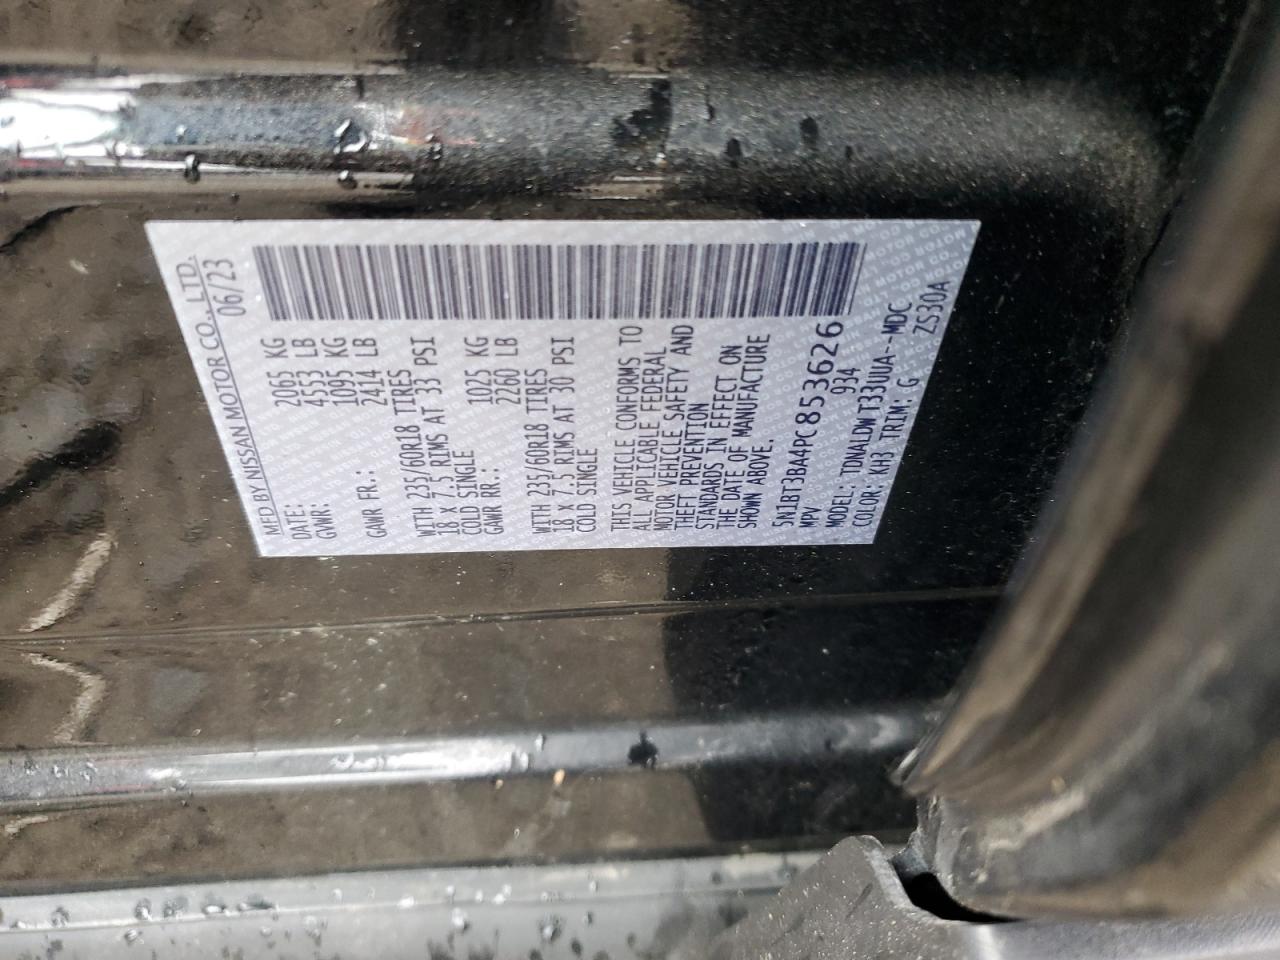 MFD BY NISSAN MOTOR CO., LTD.
DATE: 06/23
GVWR: 2065 KG
4553 LB
GAWR FR.: 1095 KG
2414 LB
WITH 235/60R18 TIRES
18 X 7.5 RIMS AT 33 PSI
COLD SINGLE
GAWR RR.: 1025 KG
2260 LB
WITH 235/60R18 TIRES
18 X 7.5 RIMS AT 30 PSI
COLD SINGLE
THIS VEHICLE CONFORMS TO
ALL APPLICABLE FEDERAL
MOTOR VEHICLE SAFETY AND
THEFT PREVENTION
STANDARDS IN EFFECT ON
THE DATE OF MANUFACTURE
SHOWN ABOVE.
5N1BT3BA4PC853626
MPV 934
MODEL: TDNALDW T33UUA--MDC
COLOR: KH3 TRIM: G ZS30A